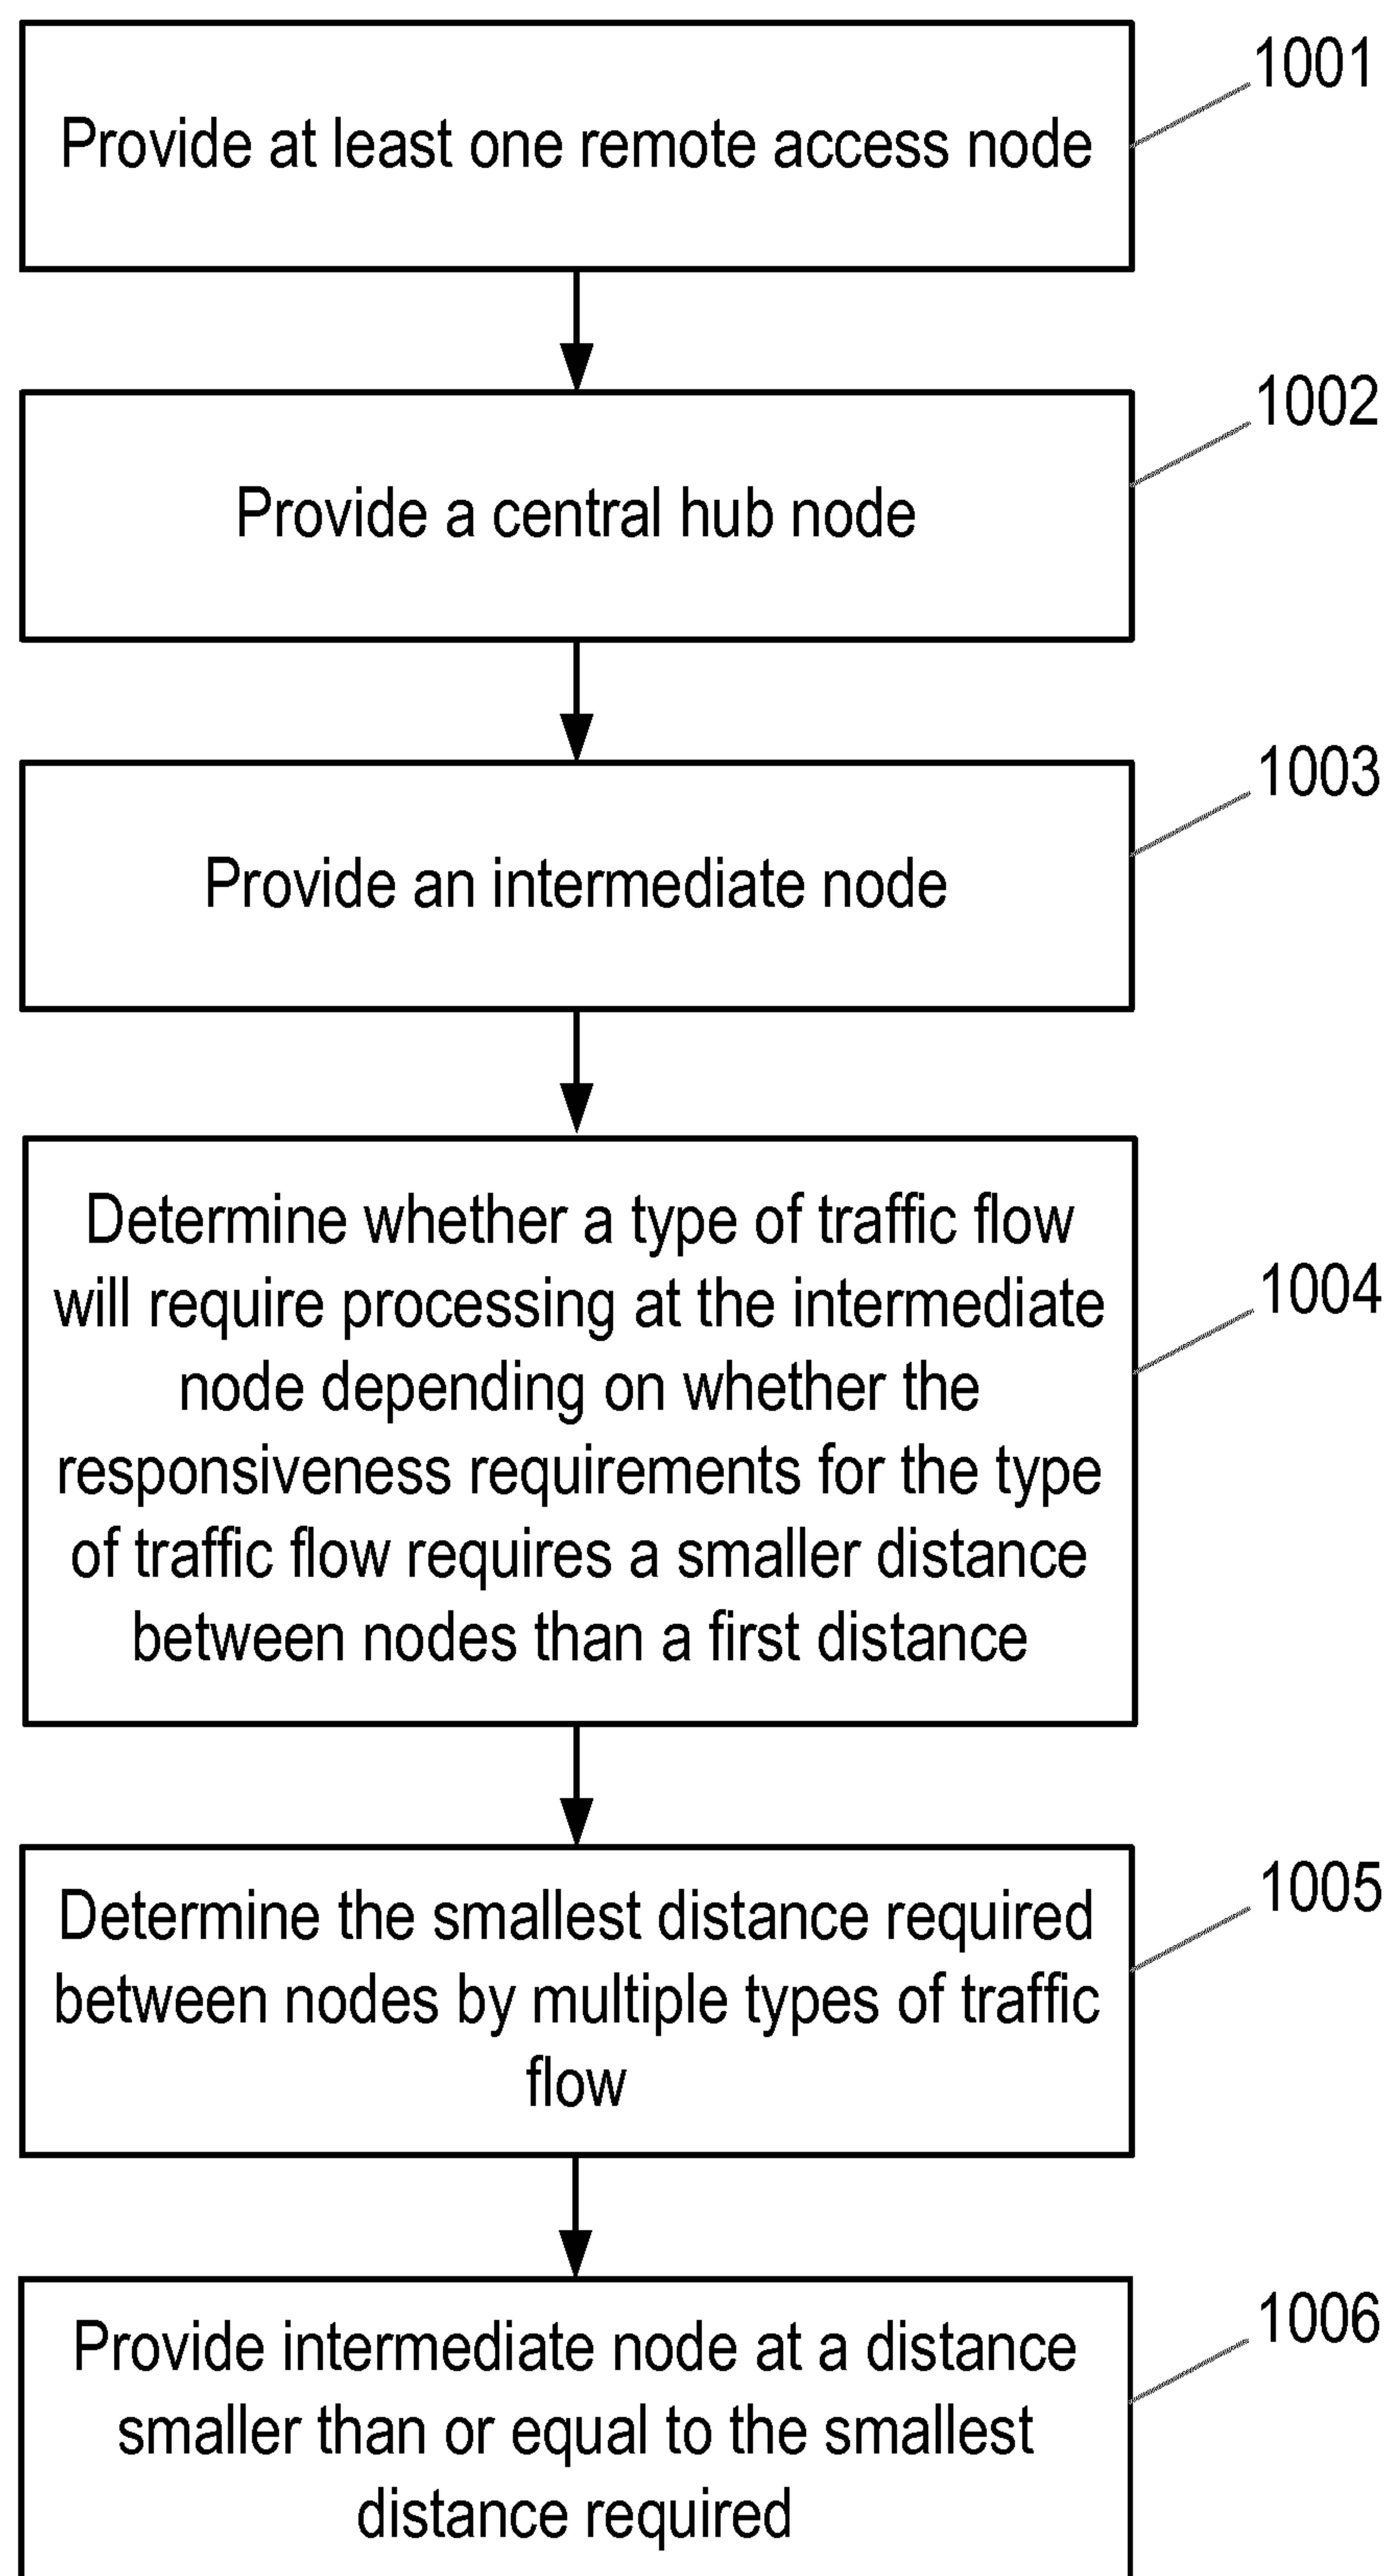 1001
Provide at least one remote access node
1002
Provide a central hub node
1003
Provide an intermediate node
1004
Determine whether a type of traffic flow
will require processing at the intermediate
node depending on whether the
responsiveness requirements for the type
of traffic flow requires a smaller distance
between nodes than a first distance
1005
Determine the smallest distance required
between nodes by multiple types of traffic
flow
1006
Provide intermediate node at a distance
smaller than or equal to the smallest
distance required